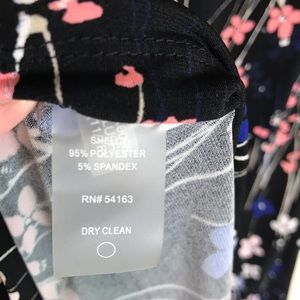 SHELL:
95% POLYESTER
5% SPANDEX
RN# 54163
DRY CLEAN